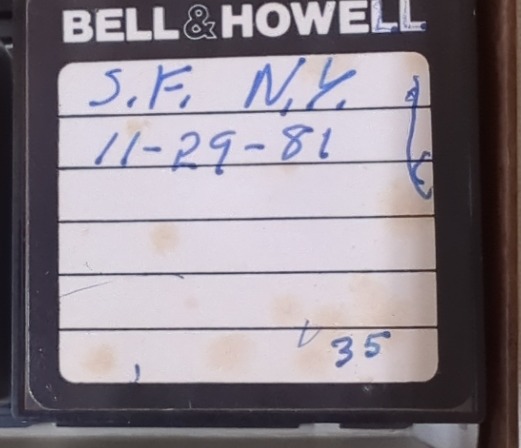 BELL & HOWELL
S.F. N.Y.
11-29-81
35